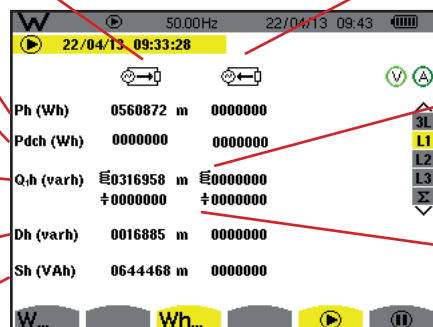 W 50.00Hz 22/04/13 09:43
22/04/13 09:33:28
V A
Ph (Wh) 0560872 m 0000000
3L
Pdch (Wh) 0000000 0000000
L1
L2
Q₁h (varh) 0316958 m 0000000
L3
÷0000000 ÷0000000
Σ
Dh (varh) 0016885 m 0000000
Sh (VAh) 0644468 m 0000000
W... Wh...